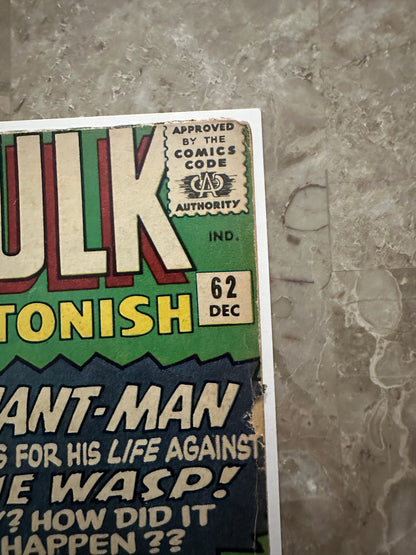 APPROVED
BY THE
COMICS
CODE
CA
AUTHORITY
ULK
IND.
62
DEC
TONISH
ANT-MAN
S FOR HIS LIFE AGAINST
E WASP!
? HOW DID IT
HAPPEN??